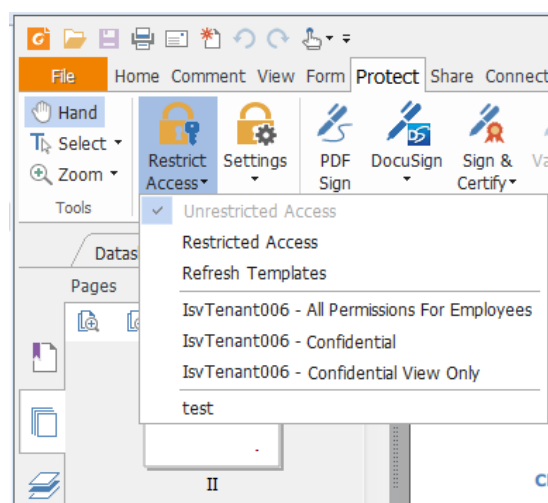 File Home Comment View Form Protect Share Connect
Hand
Select
Zoom
Tools
Restrict Access
Settings
PDF Sign
DocuSign
Sign & Certify
Va
Unrestricted Access
Restricted Access
Refresh Templates
IsvTenant006 - All Permissions For Employees
IsvTenant006 - Confidential
IsvTenant006 - Confidential View Only
test
Datas
Pages
II